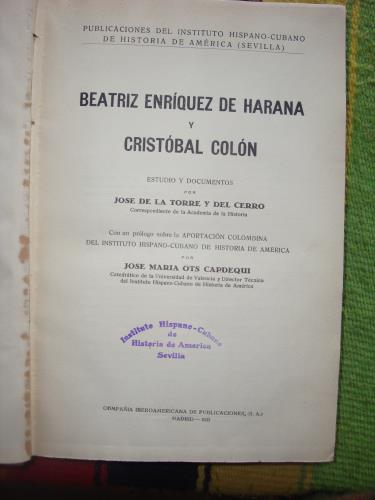 PUBLICACIONES DEL INSTITUTO HISPANO-CUBANO
DE HISTORIA DE AMÉRICA (SEVILLA)
BEATRIZ ENRÍQUEZ DE HARANA
Y
CRISTÓBAL COLÓN
ESTUDIO Y DOCUMENTOS
POR
JOSE DE LA TORRE Y DEL CERRO
Correspondiente de la Academia de la Historia
Con un prólogo sobre la APORTACIÓN COLOMBINA
DEL INSTITUTO HISPANO-CUBANO DE HISTORIA DE AMÉRICA
POR
JOSE MARIA OTS CAPDEQUI
Catedrático de la Universidad de Valencia y Director Técnico
del Instituto Hispano-Cubano de Historia de América
Instituto Hispano-Cubano
de
Historia de America
Sevilla
COMPAÑÍA IBEROAMERICANA DE PUBLICACIONES, (S. A.)
MADRID